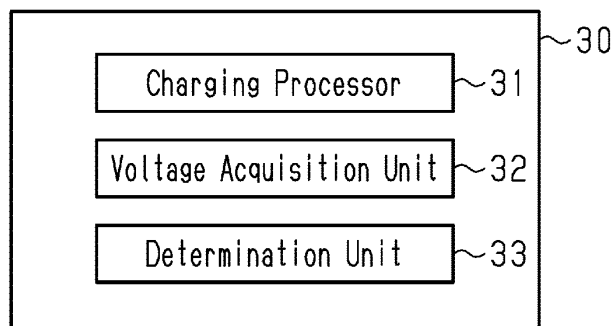 30
Charging Processor 31
Voltage Acquisition Unit 32
Determination Unit 33